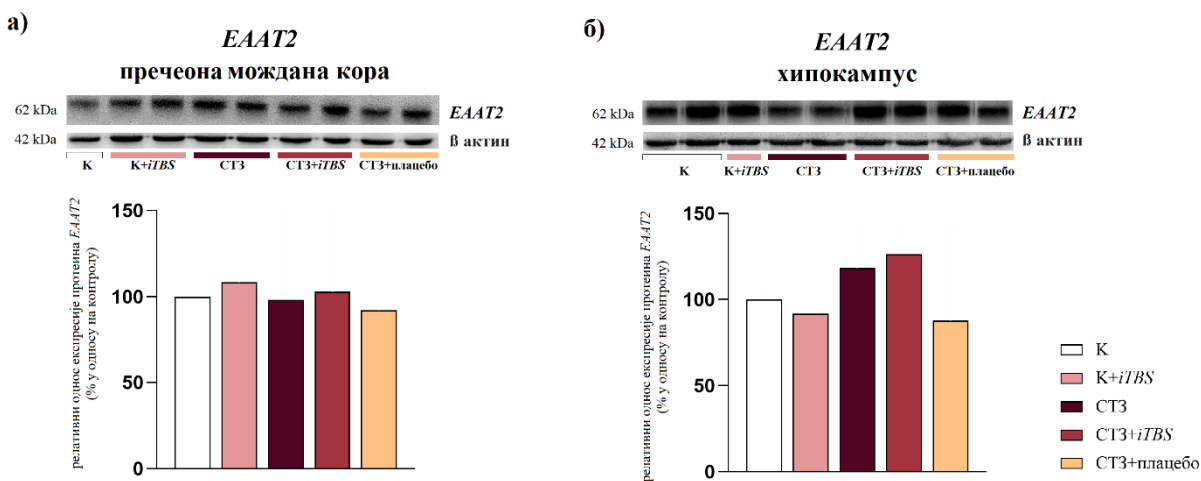 а)
EAAT2
пречеона мождана кора
62 kDa
EAAT2
42 kDa
ß актин
К
К+iTBS
СТЗ
СТЗ+iTBS
СТЗ+плацебо
релативни однос експресије протеина EAAT2
(% у односу на контролу)
150
100
50
0
б)
EAAT2
хипокампус
62 kDa
EAAT2
42 kDa
ß актин
К
К+iTBS
СТЗ
СТЗ+iTBS
СТЗ+плацебо
релативни однос експресије протеина EAAT2
(% у односу на контролу)
150
100
50
0
К
К+iTBS
СТЗ
СТЗ+iTBS
СТЗ+плацебо